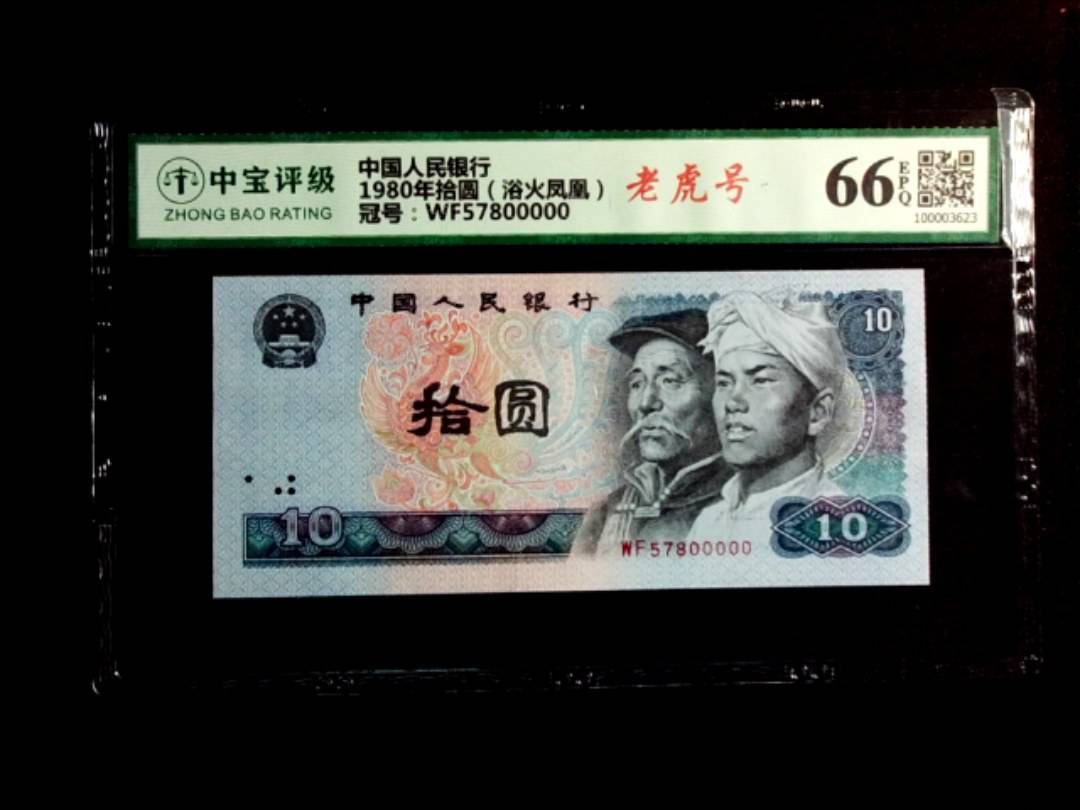 中宝评级
ZHONG BAO RATING
中国人民银行
1980年拾圆（浴火凤凰）
冠号：WF57800000
老虎号
66
EPQ
100003623
中国人民银行
10
拾圆
10
WF57800000
10